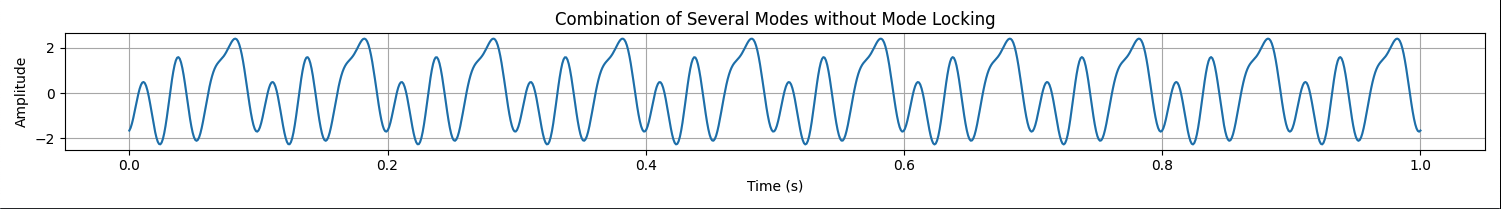 Combination of Several Modes without Mode Locking
Amplitude
2
0
−2
0.0 0.2 0.4 0.6 0.8 1.0
Time (s)